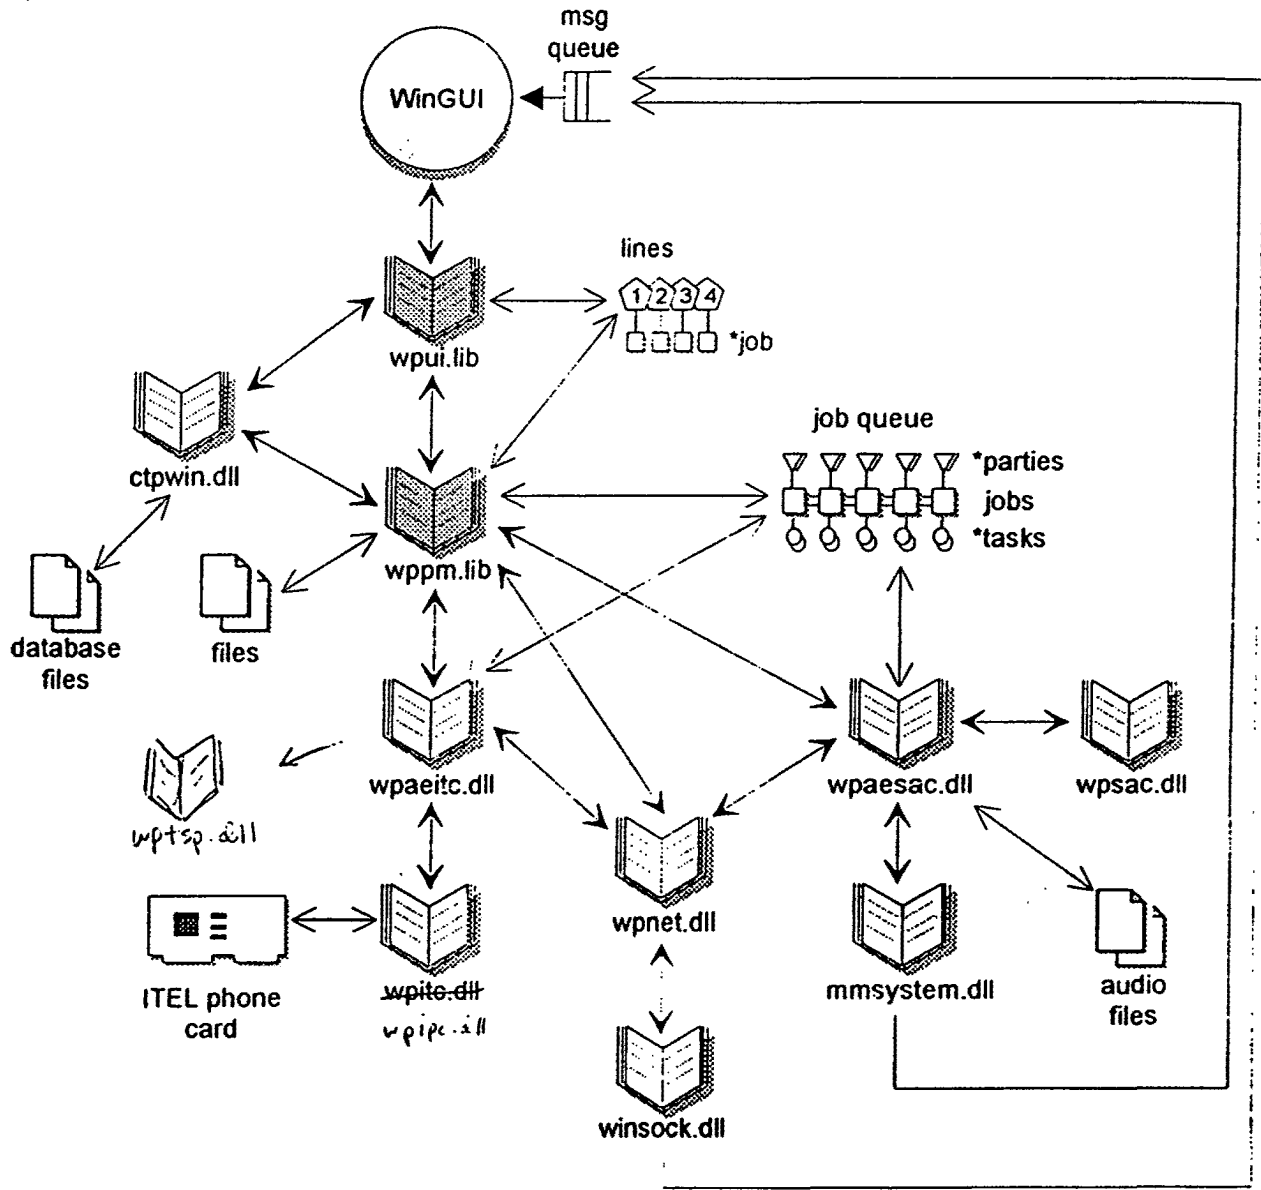 msg
queue
WinGUI
lines
1 2 3 4
*job
wpui.lib
job queue
*parties
jobs
*tasks
ctpwin.dll
wppm.lib
database
files
files
wpaeitc.dll
wpaesac.dll
wpsac.dll
wptsp.dll
wpnet.dll
ITEL phone
card
wpitc.dll
wpipc.dll
mmsystem.dll
audio
files
winsock.dll